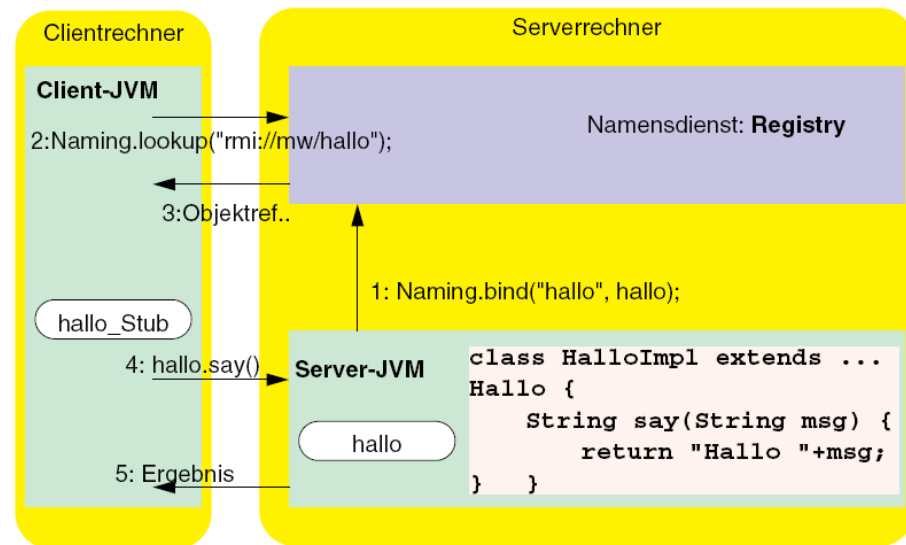 Clientrechner
Serverrechner
Client-JVM
2:Naming.lookup("rmi://mw/hallo");
Namensdienst: Registry
3:Objektref..
1: Naming.bind("hallo", hallo);
hallo_Stub
4: hallo.say()
Server-JVM
hallo
class HalloImpl extends ...
Hallo {
String say(String msg) {
return "Hallo "+msg;
} }
5: Ergebnis